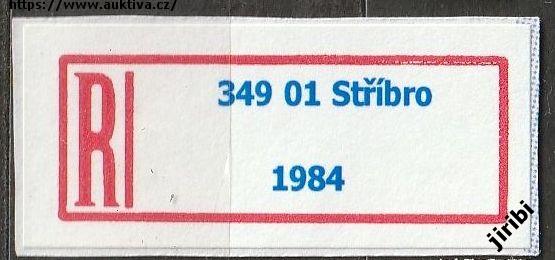 https://www.auktiva.cz/
R
349 01 Stříbro
1984
jiribi